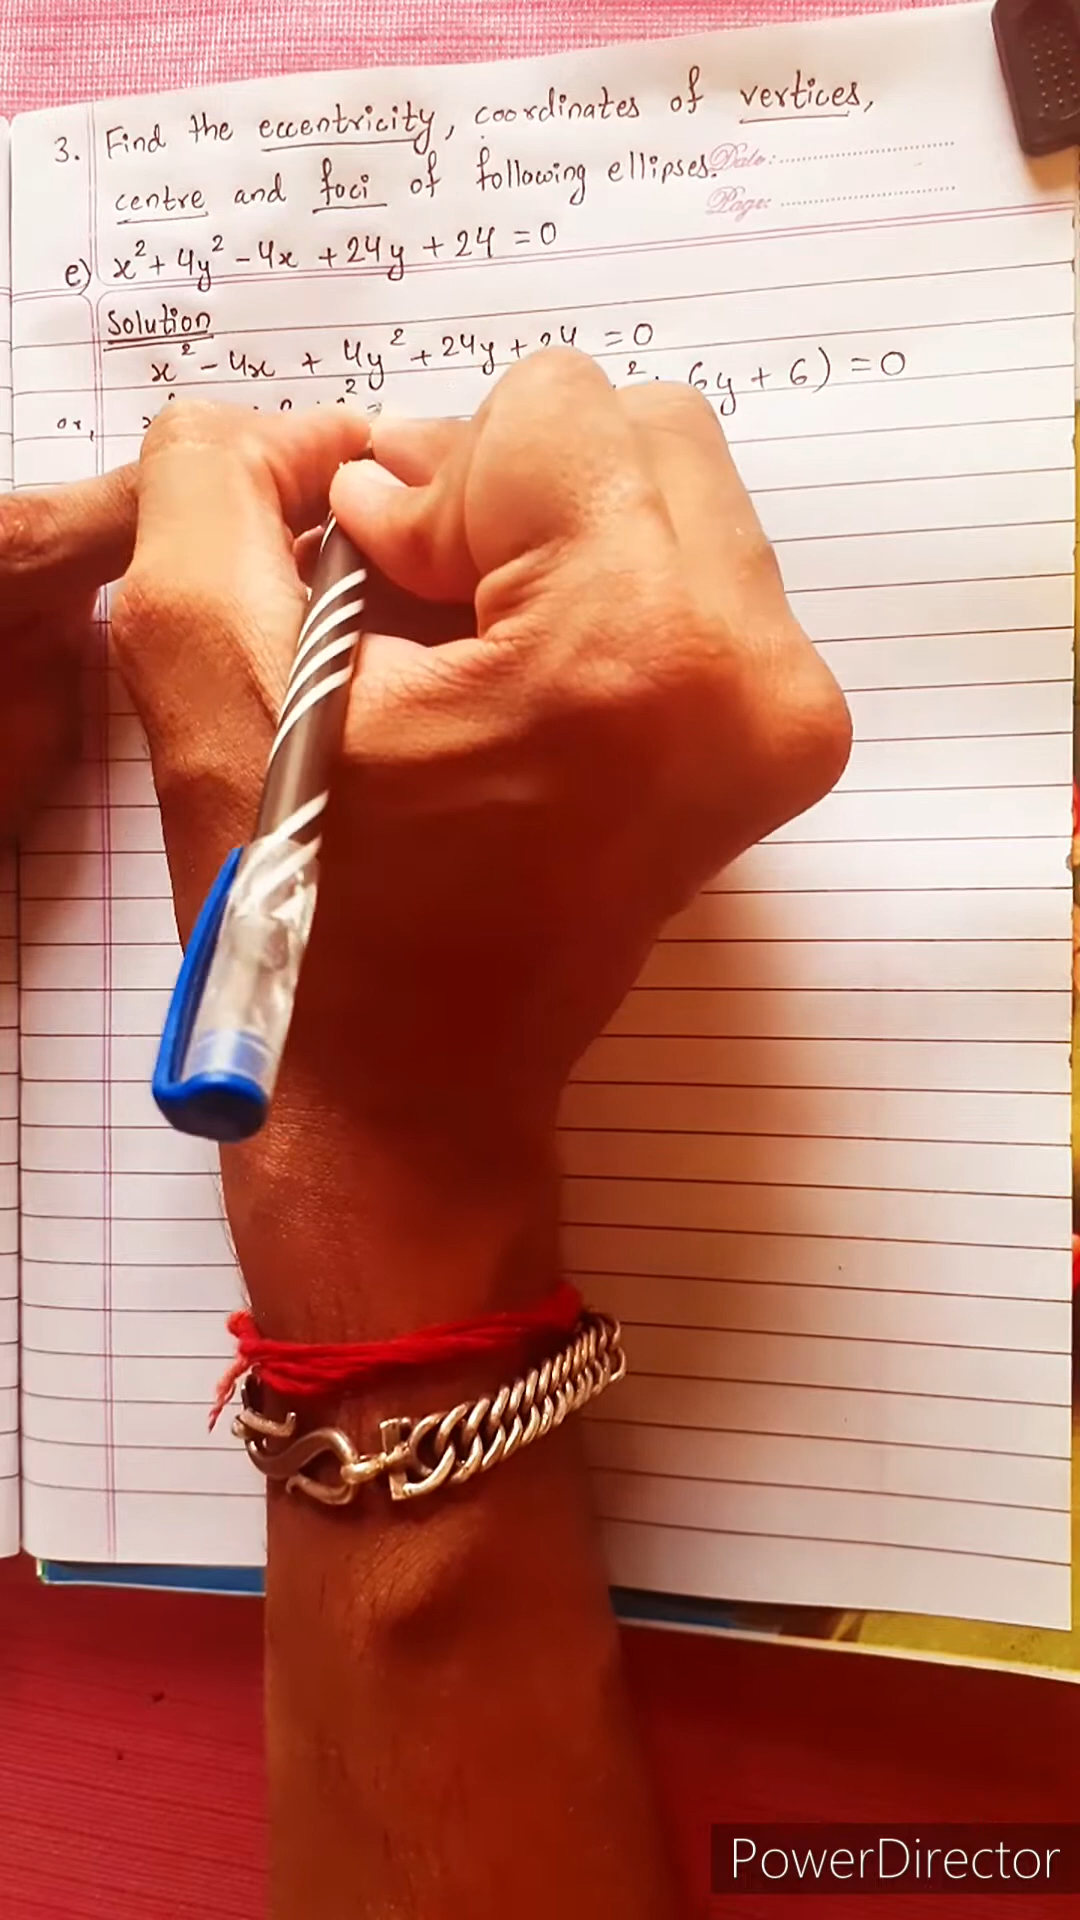 3. Find the eccentricity, coordinates of vertices,
centre and foci of following ellipses.
Date:
Page:
e) x² + 4y² - 4x + 24y + 24 = 0
Solution
x² - 4x + 4y² + 24y + 24 = 0
or, 6y + 6) = 0
PowerDirector